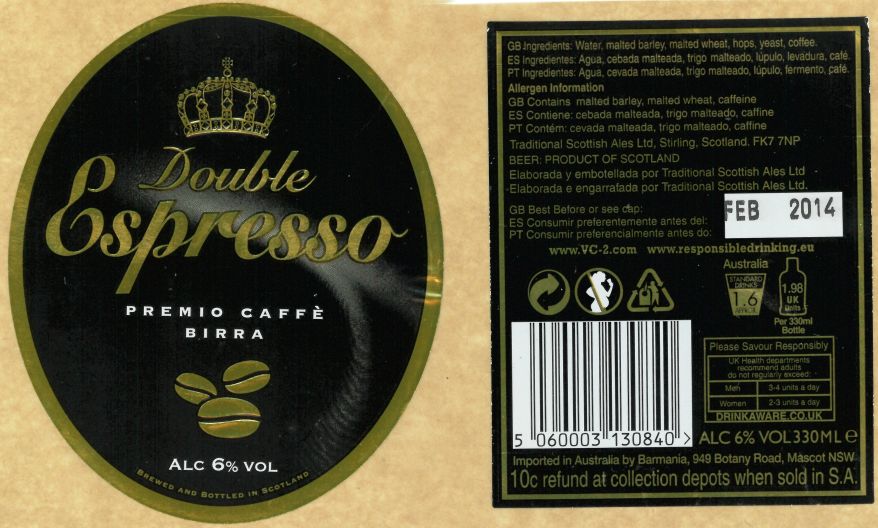 Double
Espresso
PREMIO CAFFÈ
BIRRA
ALC 6% VOL
BREWED AND BOTTLED IN SCOTLAND
GB Ingredients: Water, malted barley, malted wheat, hops, yeast, coffee.
ES Ingredientes: Agua, cebada malteada, trigo malteado, lúpulo, levadura, café.
PT Ingredientes: Agua, cevada malteada, trigo malteado, lúpulo, fermento, café.
Allergen Information
GB Contains malted barley, malted wheat, caffeine
ES Contiene: cebada malteada, trigo malteado, caffine
PT Contém: cevada malteada, trigo malteado, caffine
Traditional Scottish Ales Ltd, Stirling, Scotland. FK7 7NP
BEER: PRODUCT OF SCOTLAND
Elaborada y embotellada por Traditional Scottish Ales Ltd
Elaborada e engarrafada por Traditional Scottish Ales Ltd.
GB Best Before or see cap:
ES Consumir preferentemente antes del:
PT Consumir preferencialmente antes do:
FEB 2014
www.VC-2.com www.responsibledrinking.eu
Australia
STANDARD
DRINKS
1.6
APPROX.
1.98
UK
Units
Per 330ml
Bottle
Please Savour Responsibly
UK Health departments
recommend adults
do not regularly exceed:
Men 3-4 units a day
Women 2-3 units a day
DRINKAWARE.CO.UK
5 060003 130840 >
ALC 6% VOL 330ML e
Imported in Australia by Barmania, 949 Botany Road, Mascot NSW
10c refund at collection depots when sold in S.A.